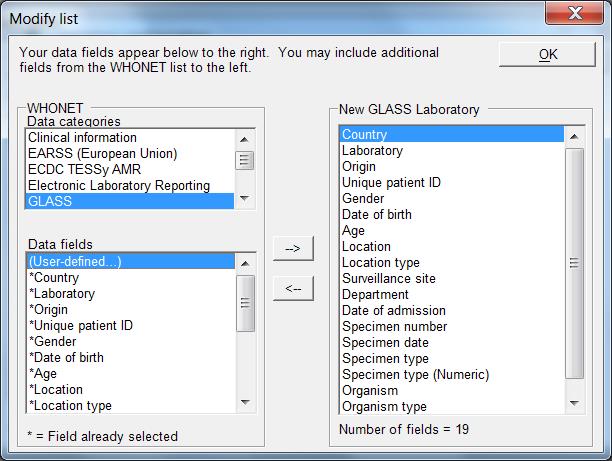 Modify list
Your data fields appear below to the right.  You may include additional
fields from the WHONET list to the left.
OK
WHONET
Data categories
Clinical information
EARSS (European Union)
ECDC TESSy AMR
Electronic Laboratory Reporting
GLASS
Data fields
(User-defined...)
*Country
*Laboratory
*Origin
*Unique patient ID
*Gender
*Date of birth
*Age
*Location
*Location type
* = Field already selected
-->
<--
New GLASS Laboratory
Country
Laboratory
Origin
Unique patient ID
Gender
Date of birth
Age
Location
Location type
Surveillance site
Department
Date of admission
Specimen number
Specimen date
Specimen type
Specimen type (Numeric)
Organism
Organism type
Number of fields = 19